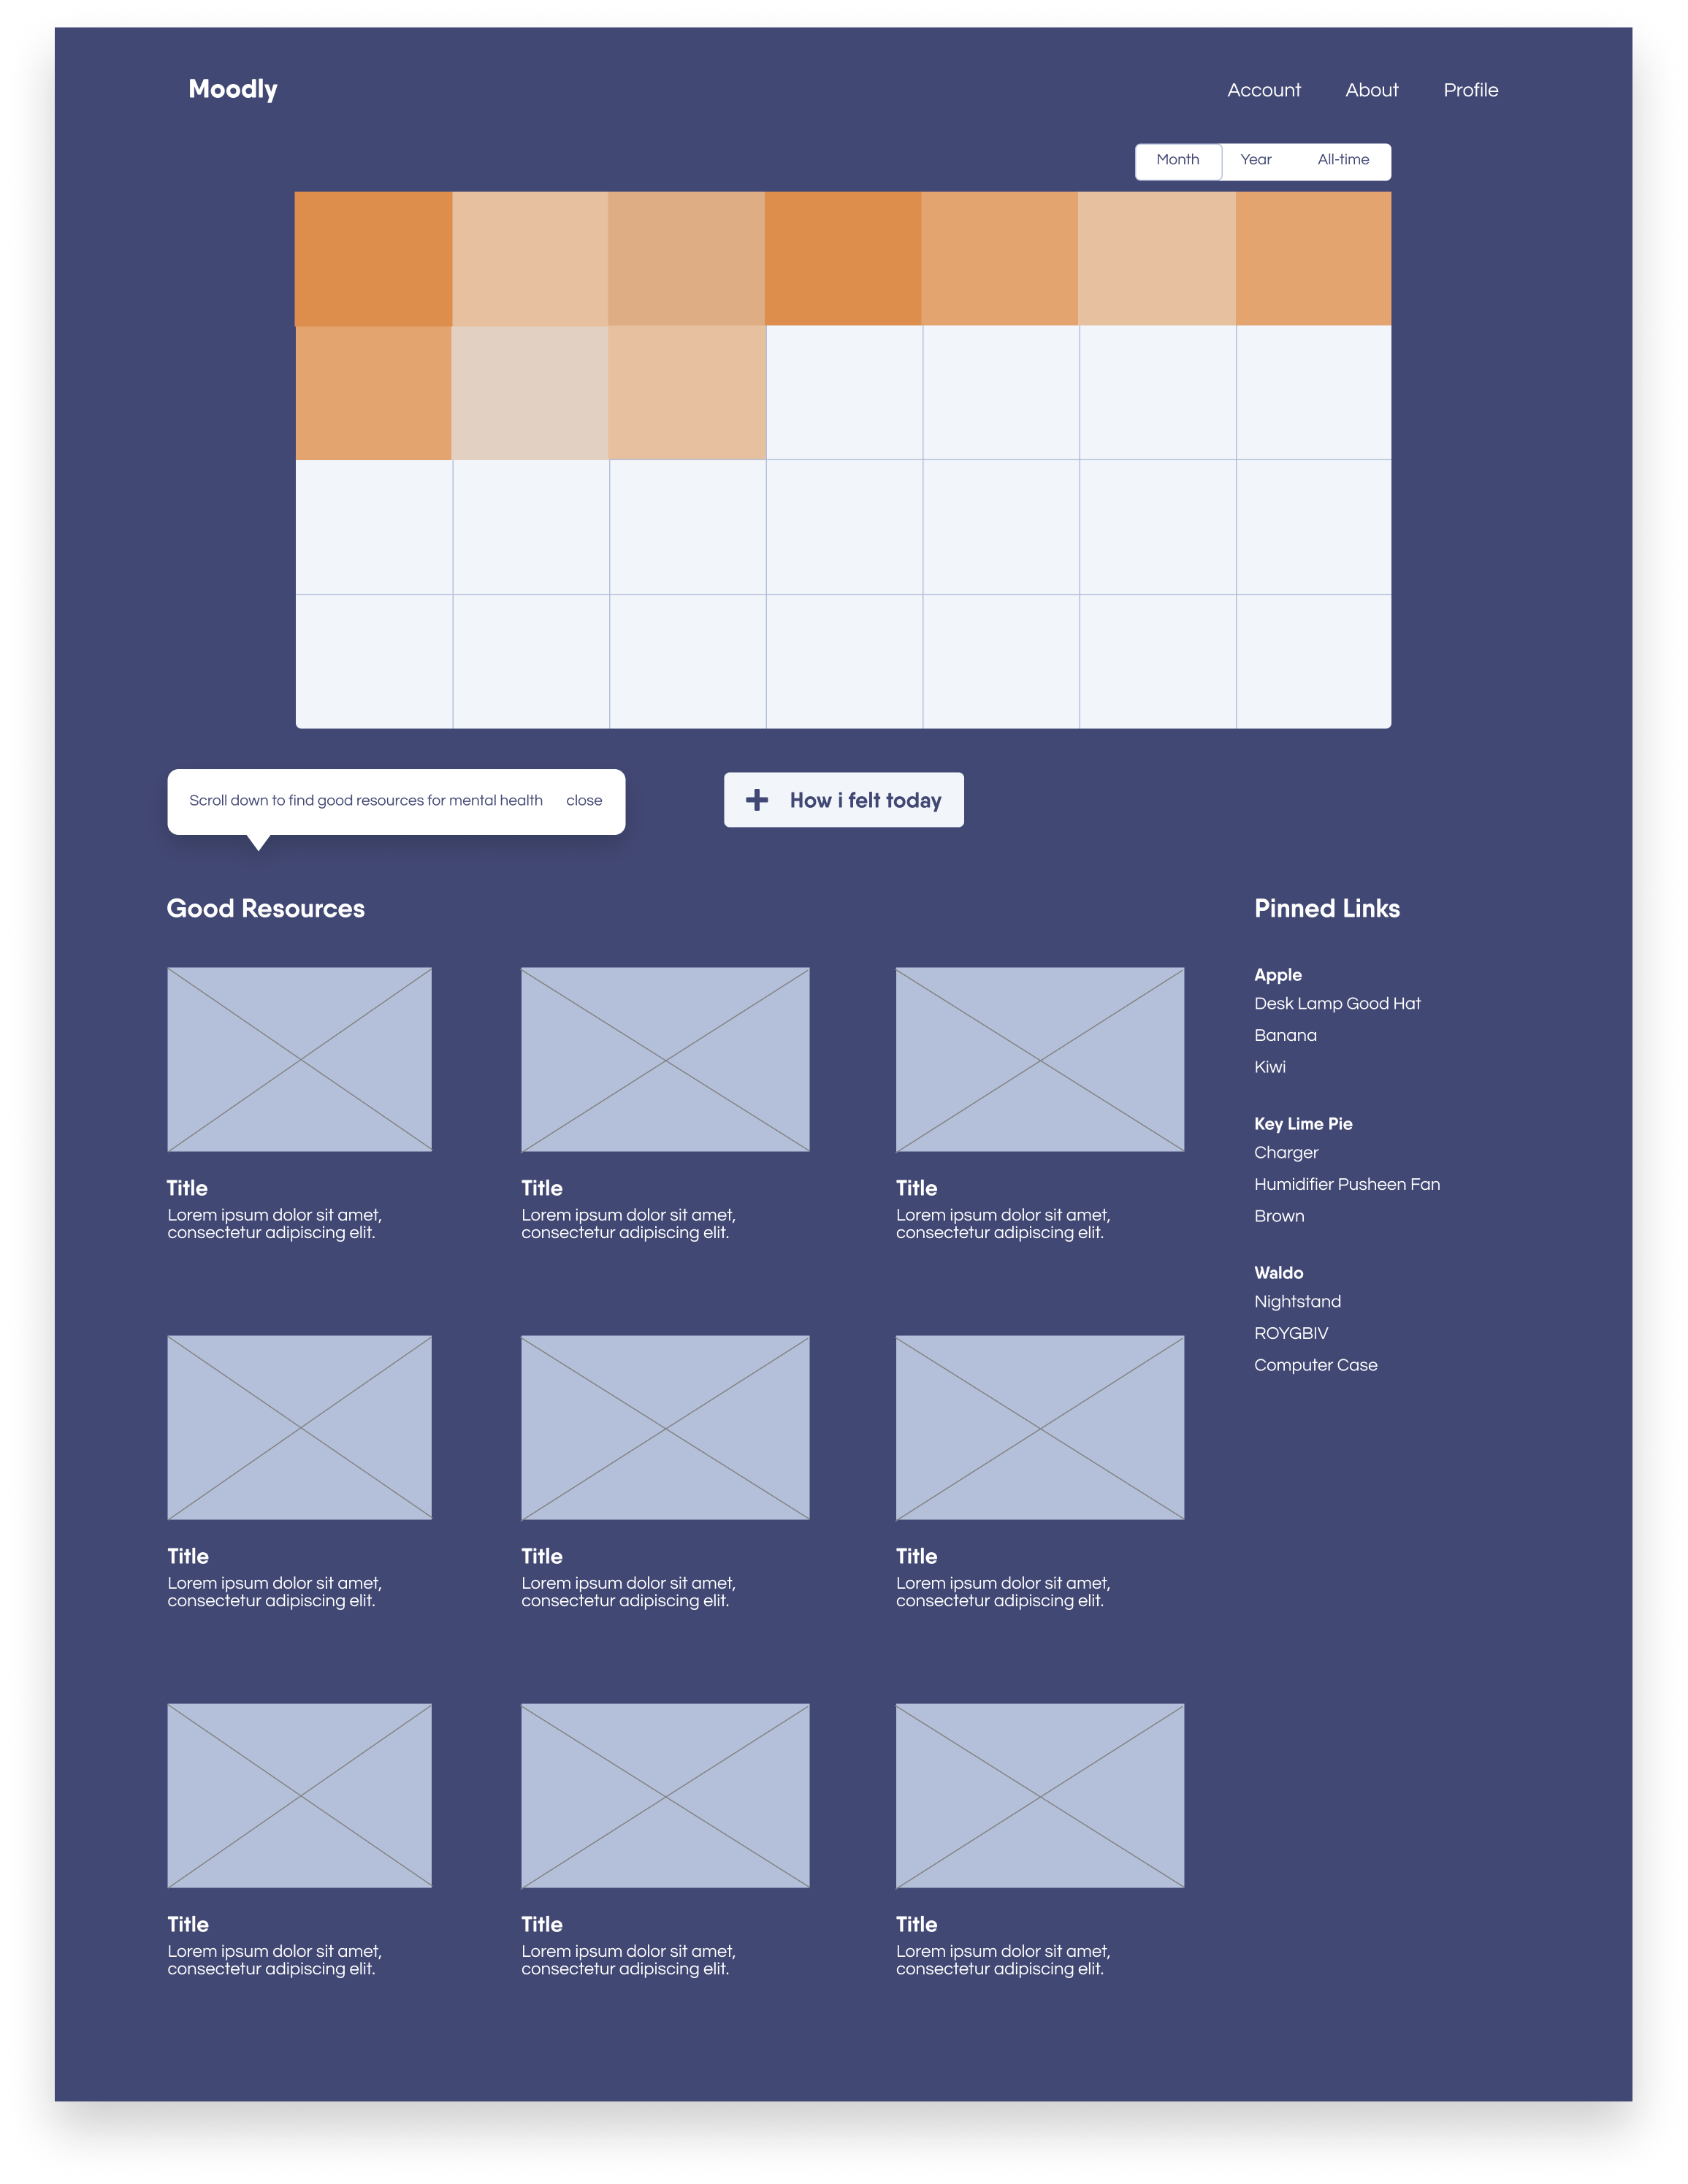 Moodly
Account
About
Profile
Month
Year
All-time
Scroll down to find good resources for mental health
close
How i felt today
Good Resources
Title
Lorem ipsum dolor sit amet,
consectetur adipiscing elit.
Title
Lorem ipsum dolor sit amet,
consectetur adipiscing elit.
Title
Lorem ipsum dolor sit amet,
consectetur adipiscing elit.
Title
Lorem ipsum dolor sit amet,
consectetur adipiscing elit.
Title
Lorem ipsum dolor sit amet,
consectetur adipiscing elit.
Title
Lorem ipsum dolor sit amet,
consectetur adipiscing elit.
Title
Lorem ipsum dolor sit amet,
consectetur adipiscing elit.
Title
Lorem ipsum dolor sit amet,
consectetur adipiscing elit.
Title
Lorem ipsum dolor sit amet,
consectetur adipiscing elit.
Pinned Links
Apple
Desk Lamp Good Hat
Banana
Kiwi
Key Lime Pie
Charger
Humidifier Pusheen Fan
Brown
Waldo
Nightstand
ROYGBIV
Computer Case